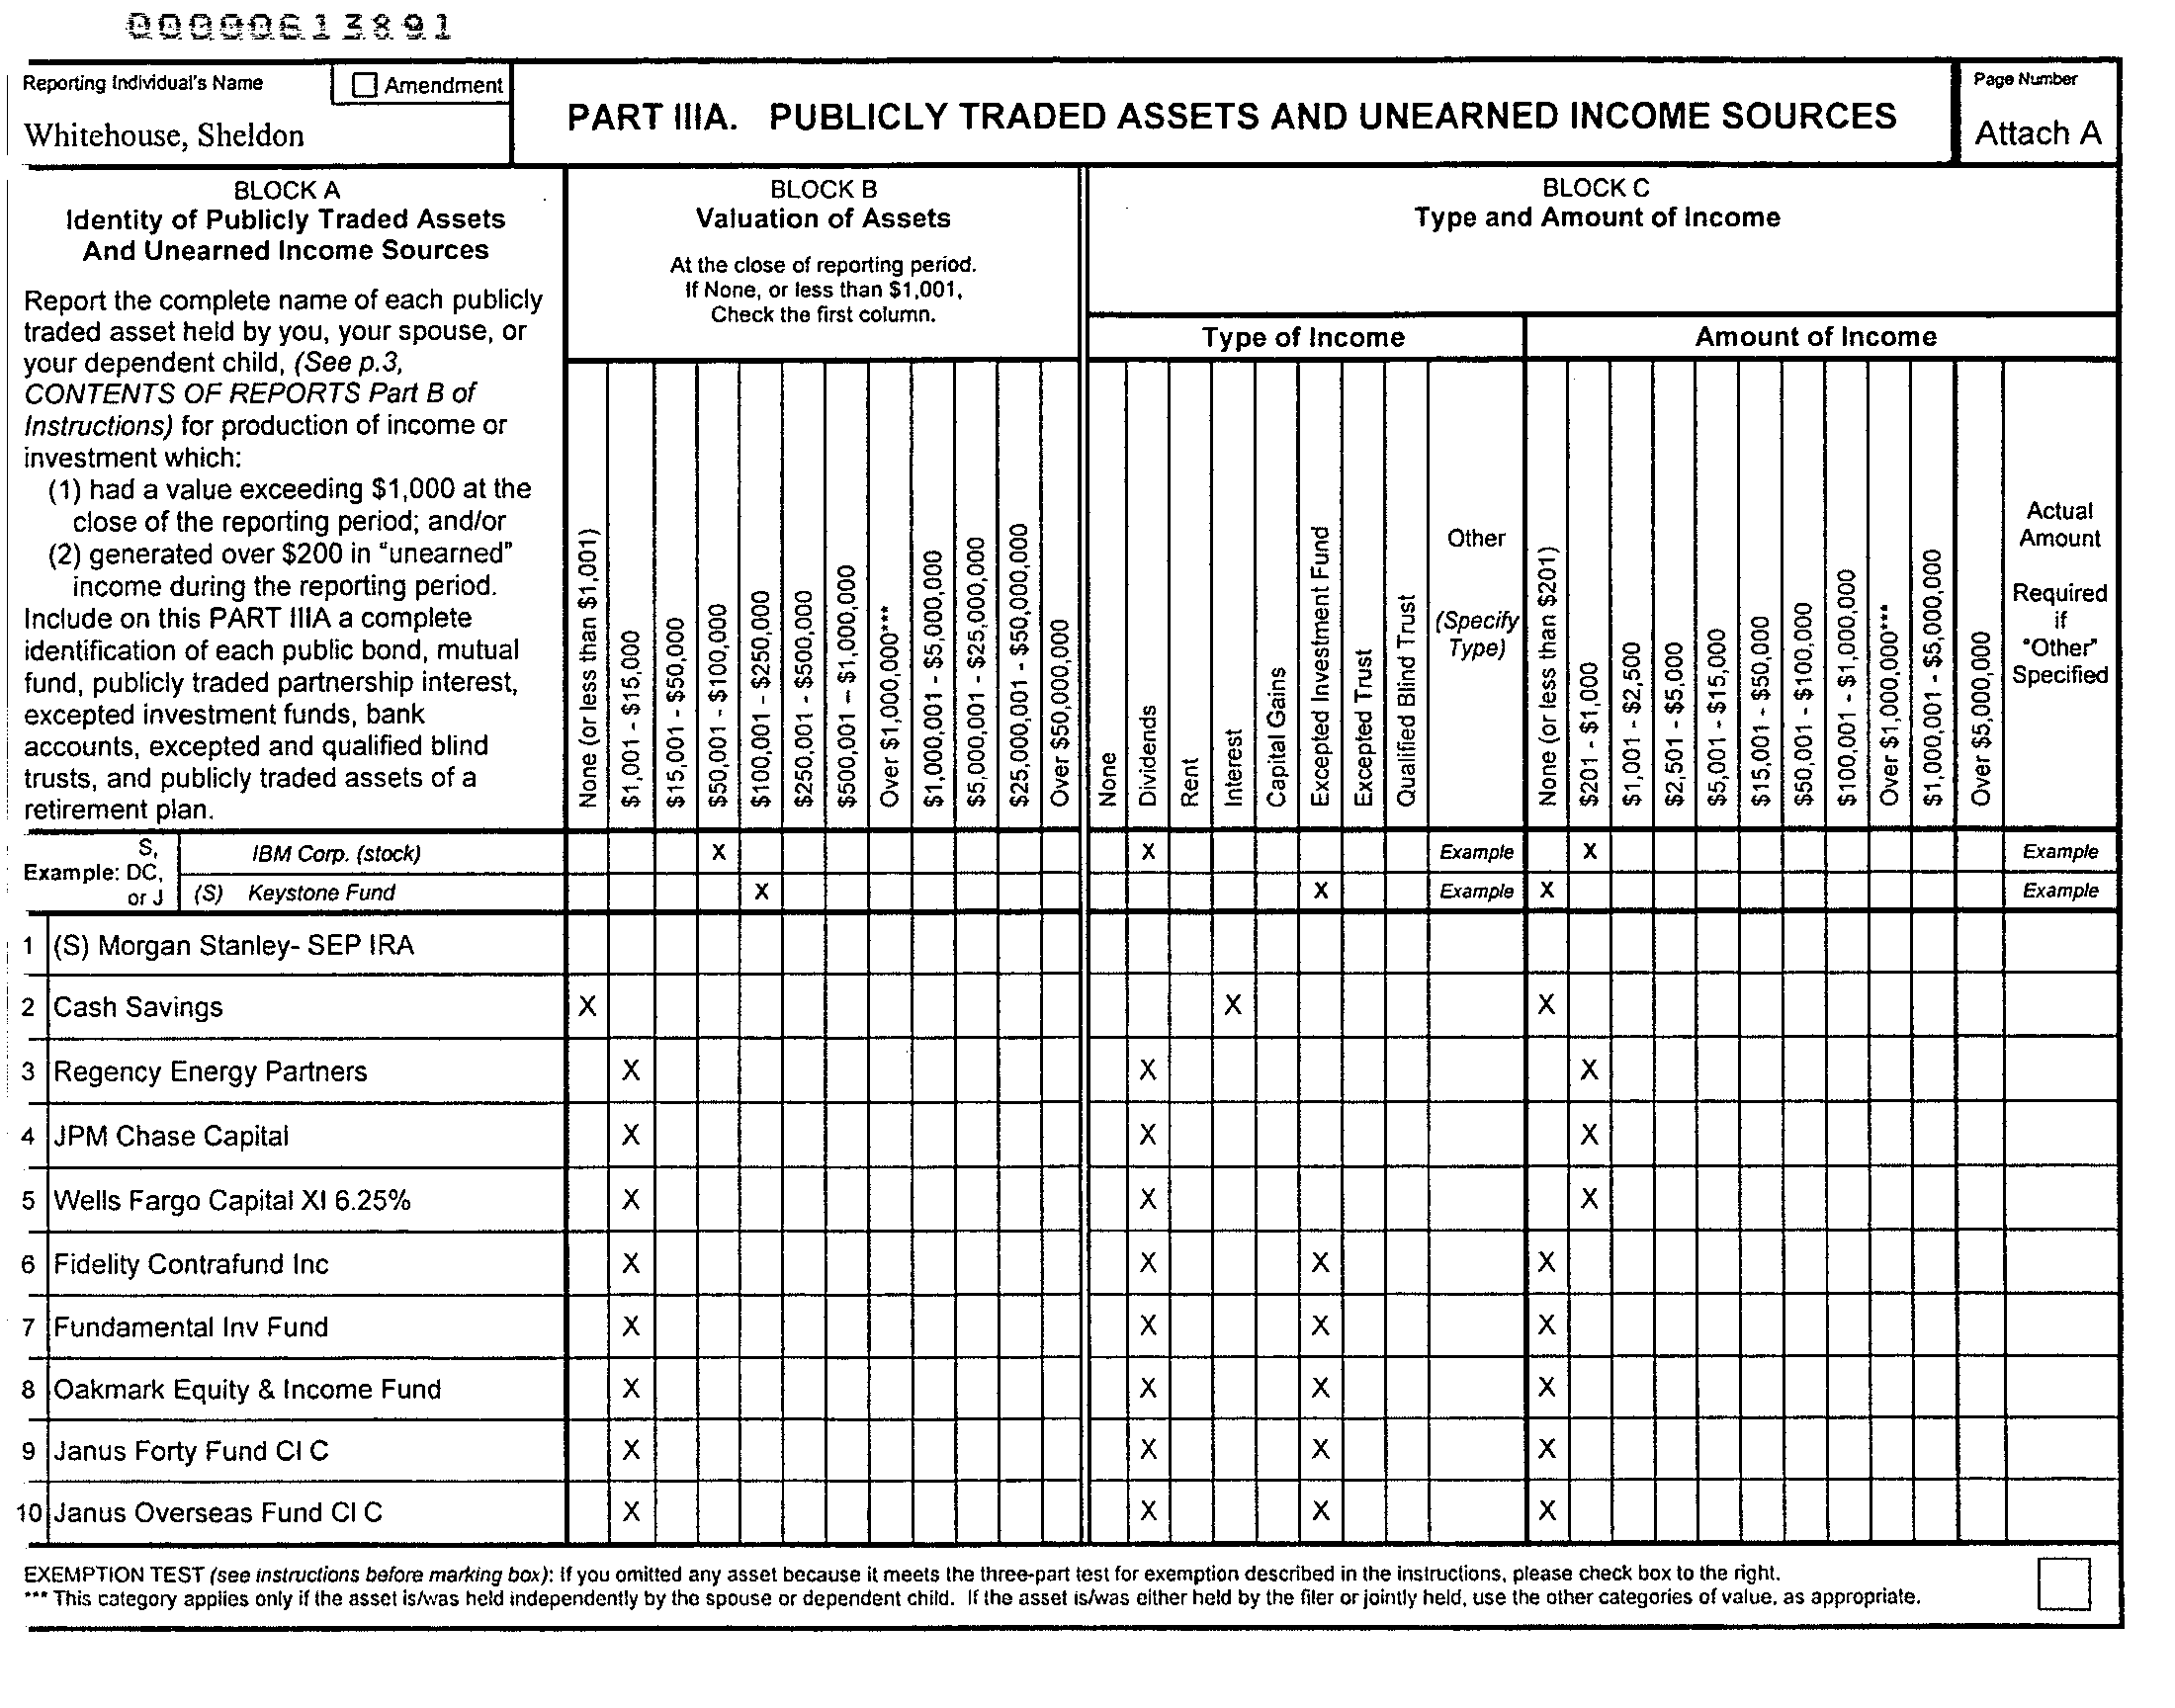 00000613891
Reporting Individual's Name
☐ Amendment
Whitehouse, Sheldon
PART IIIA. PUBLICLY TRADED ASSETS AND UNEARNED INCOME SOURCES
Page Number
Attach A
BLOCK A
Identity of Publicly Traded Assets
And Unearned Income Sources
Report the complete name of each publicly
traded asset held by you, your spouse, or
your dependent child, (See p.3,
CONTENTS OF REPORTS Part B of
Instructions) for production of income or
investment which:
(1) had a value exceeding $1,000 at the
close of the reporting period; and/or
(2) generated over $200 in "unearned"
income during the reporting period.
Include on this PART IIIA a complete
identification of each public bond, mutual
fund, publicly traded partnership interest,
excepted investment funds, bank
accounts, excepted and qualified blind
trusts, and publicly traded assets of a
retirement plan.
BLOCK B
Valuation of Assets
At the close of reporting period.
If None, or less than $1,001,
Check the first column.
None (or less than $1,001)
$1,001 - $15,000
$15,001 - $50,000
$50,001 - $100,000
$100,001 - $250,000
$250,001 - $500,000
$500,001 – $1,000,000
Over $1,000,000***
$1,000,001 - $5,000,000
$5,000,001 - $25,000,000
$25,000,001 - $50,000,000
Over $50,000,000
BLOCK C
Type and Amount of Income
Type of Income
None
Dividends
Rent
Interest
Capital Gains
Excepted Investment Fund
Excepted Trust
Qualified Blind Trust
Other
(Specify
Type)
Amount of Income
None (or less than $201)
$201 - $1,000
$1,001 - $2,500
$2,501 - $5,000
$5,001 - $15,000
$15,001 - $50,000
$50,001 - $100,000
$100,001 - $1,000,000
Over $1,000,000***
$1,000,001 - $5,000,000
Over $5,000,000
Actual
Amount
Required
if
"Other"
Specified
Example: S,
DC,
or J
IBM Corp. (stock) X X Example X Example
(S) Keystone Fund X X Example X Example
1 (S) Morgan Stanley- SEP IRA
2 Cash Savings X X X
3 Regency Energy Partners X X X
4 JPM Chase Capital X X X
5 Wells Fargo Capital XI 6.25% X X X
6 Fidelity Contrafund Inc X X X X
7 Fundamental Inv Fund X X X X
8 Oakmark Equity & Income Fund X X X X
9 Janus Forty Fund Cl C X X X X
10 Janus Overseas Fund Cl C X X X X
EXEMPTION TEST (see instructions before marking box): If you omitted any asset because it meets the three-part test for exemption described in the instructions, please check box to the right.
*** This category applies only if the asset is/was held independently by the spouse or dependent child. If the asset is/was either held by the filer or jointly held, use the other categories of value, as appropriate.